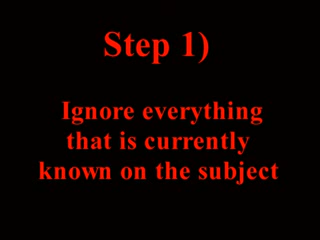 Step 1)
Ignore everything
that is currently
known on the subject